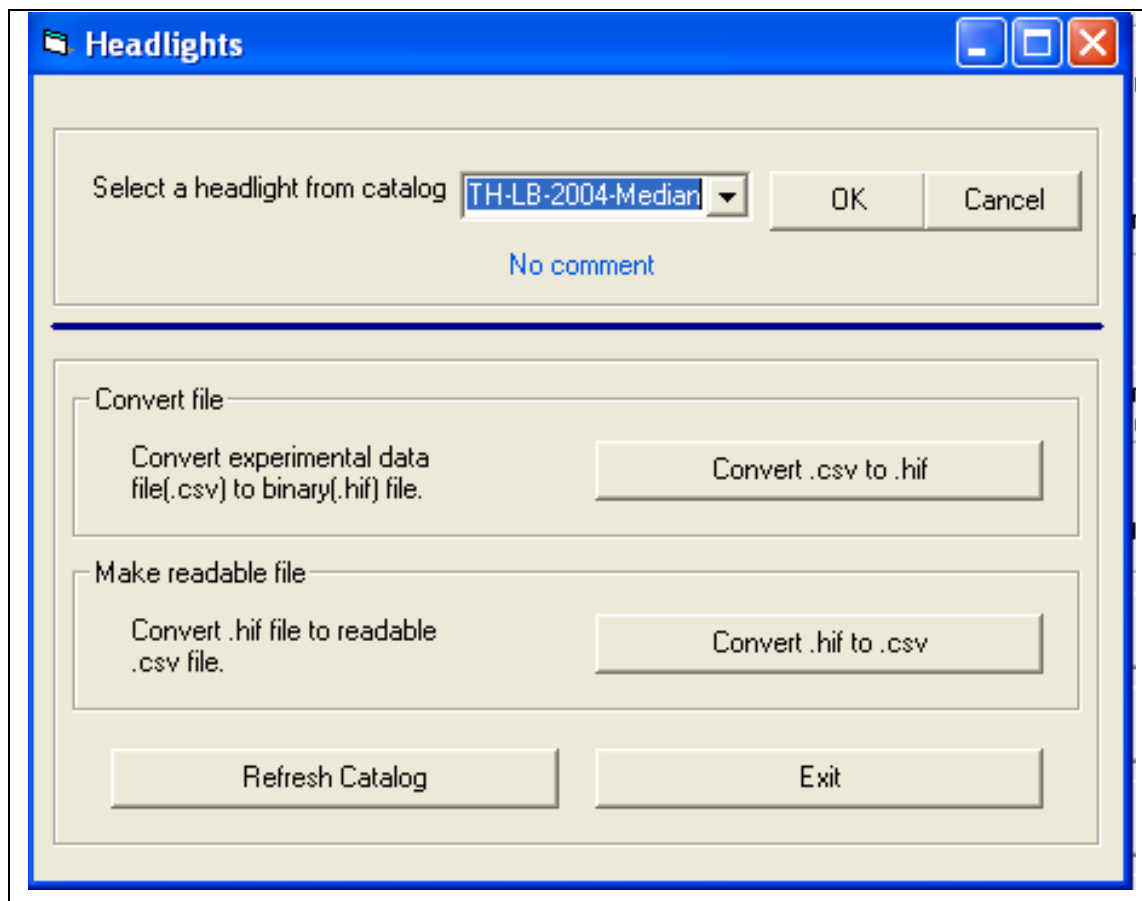 Headlights
Select a headlight from catalog TH-LB-2004-Median OK Cancel
No comment
Convert file
Convert experimental data
file(.csv) to binary(.hif) file.
Convert .csv to .hif
Make readable file
Convert .hif file to readable
.csv file.
Convert .hif to .csv
Refresh Catalog Exit